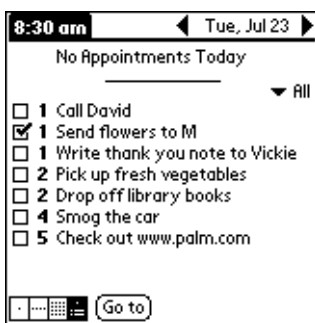 8:30 am Tue, Jul 23
No Appointments Today
All
1 Call David
1 Send flowers to M
1 Write thank you note to Vickie
2 Pick up fresh vegetables
2 Drop off library books
4 Smog the car
5 Check out www.palm.com
Go to